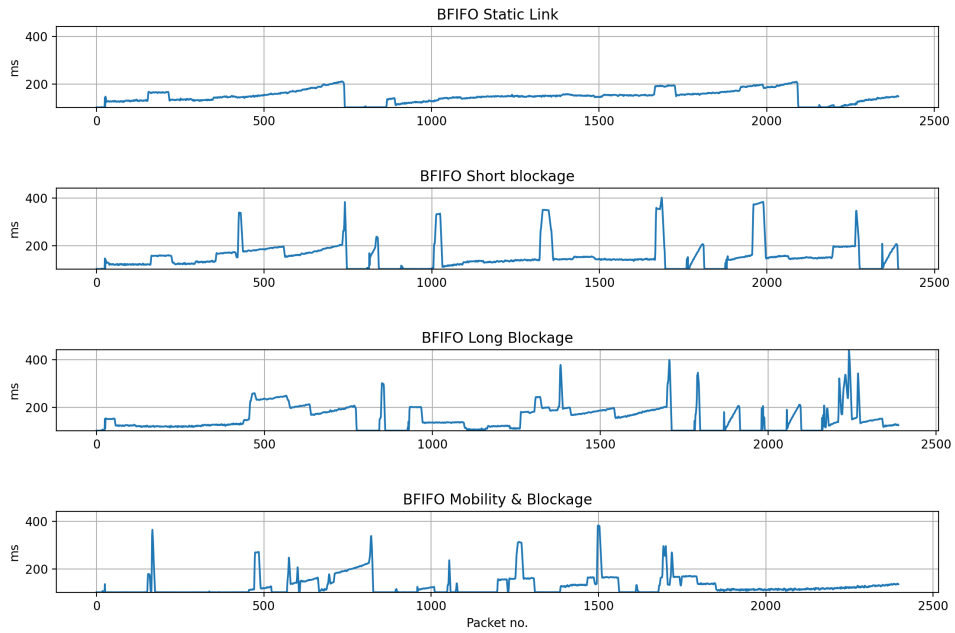 BFIFO Static Link
400
200
ms
0 500 1000 1500 2000 2500
BFIFO Short blockage
400
200
ms
0 500 1000 1500 2000 2500
BFIFO Long Blockage
400
200
ms
0 500 1000 1500 2000 2500
BFIFO Mobility & Blockage
400
200
ms
0 500 1000 1500 2000 2500
Packet no.